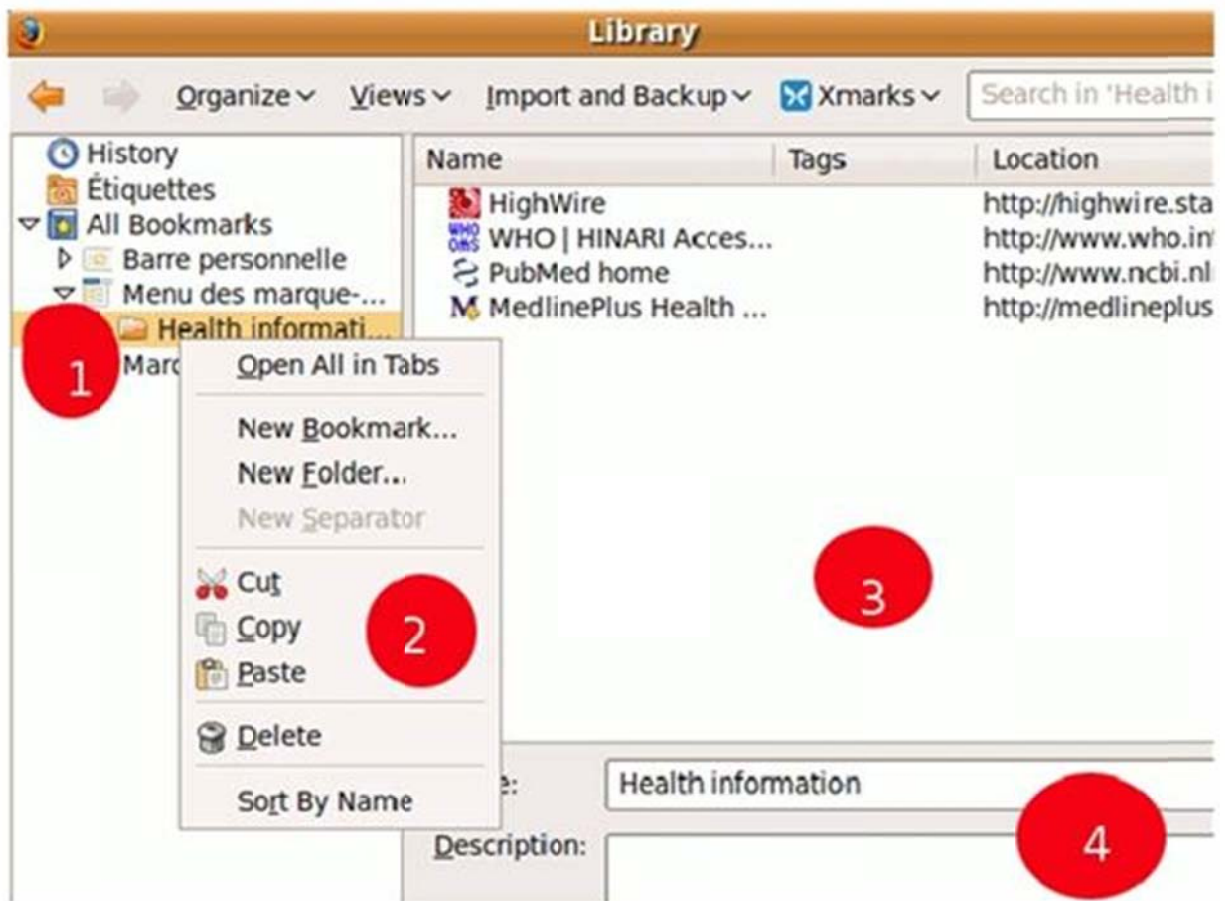 Library
Organize Views Import and Backup Xmarks Search in 'Health i
History
Étiquettes
All Bookmarks
Barre personnelle
Menu des marque-...
Health informati...
Marc
1
Name Tags Location
HighWire http://highwire.sta
WHO | HINARI Acces... http://www.who.in
PubMed home http://www.ncbi.nl
MedlinePlus Health ... http://medlineplus
Open All in Tabs
New Bookmark...
New Folder...
New Separator
Cut
Copy
Paste
Delete
Sort By Name
2
3
e: Health information
Description:
4